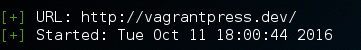 [+] URL: http://vagrantpress.dev/
[+] Started: Tue Oct 11 18:00:44 2016